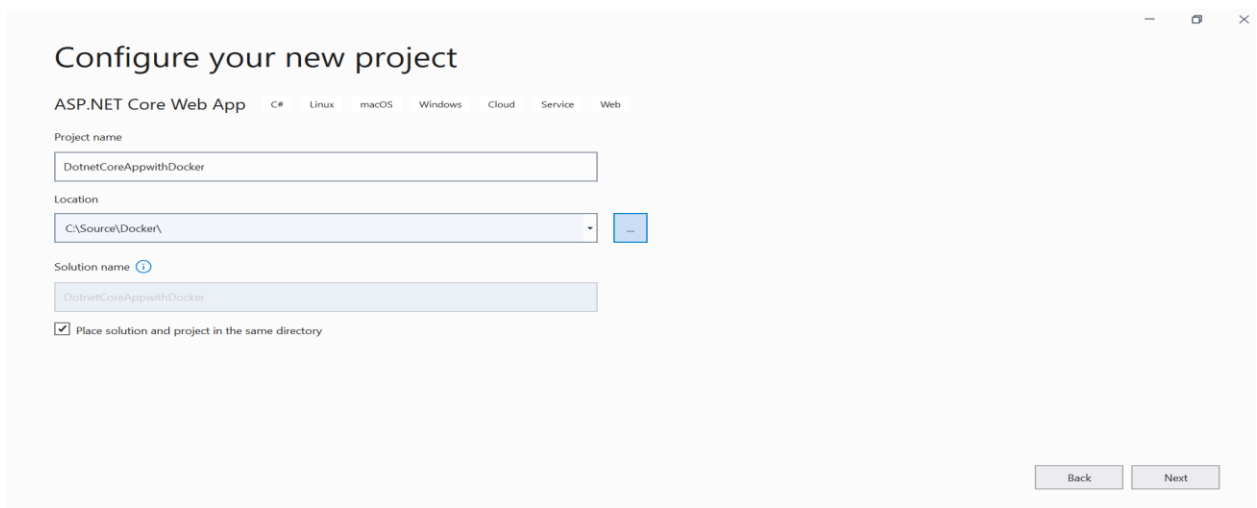 Configure your new project
ASP.NET Core Web App C# Linux macOS Windows Cloud Service Web
Project name
DotnetCoreAppwithDocker
Location
C:\Source\Docker\
...
Solution name
DotnetCoreAppwithDocker
Place solution and project in the same directory
Back Next